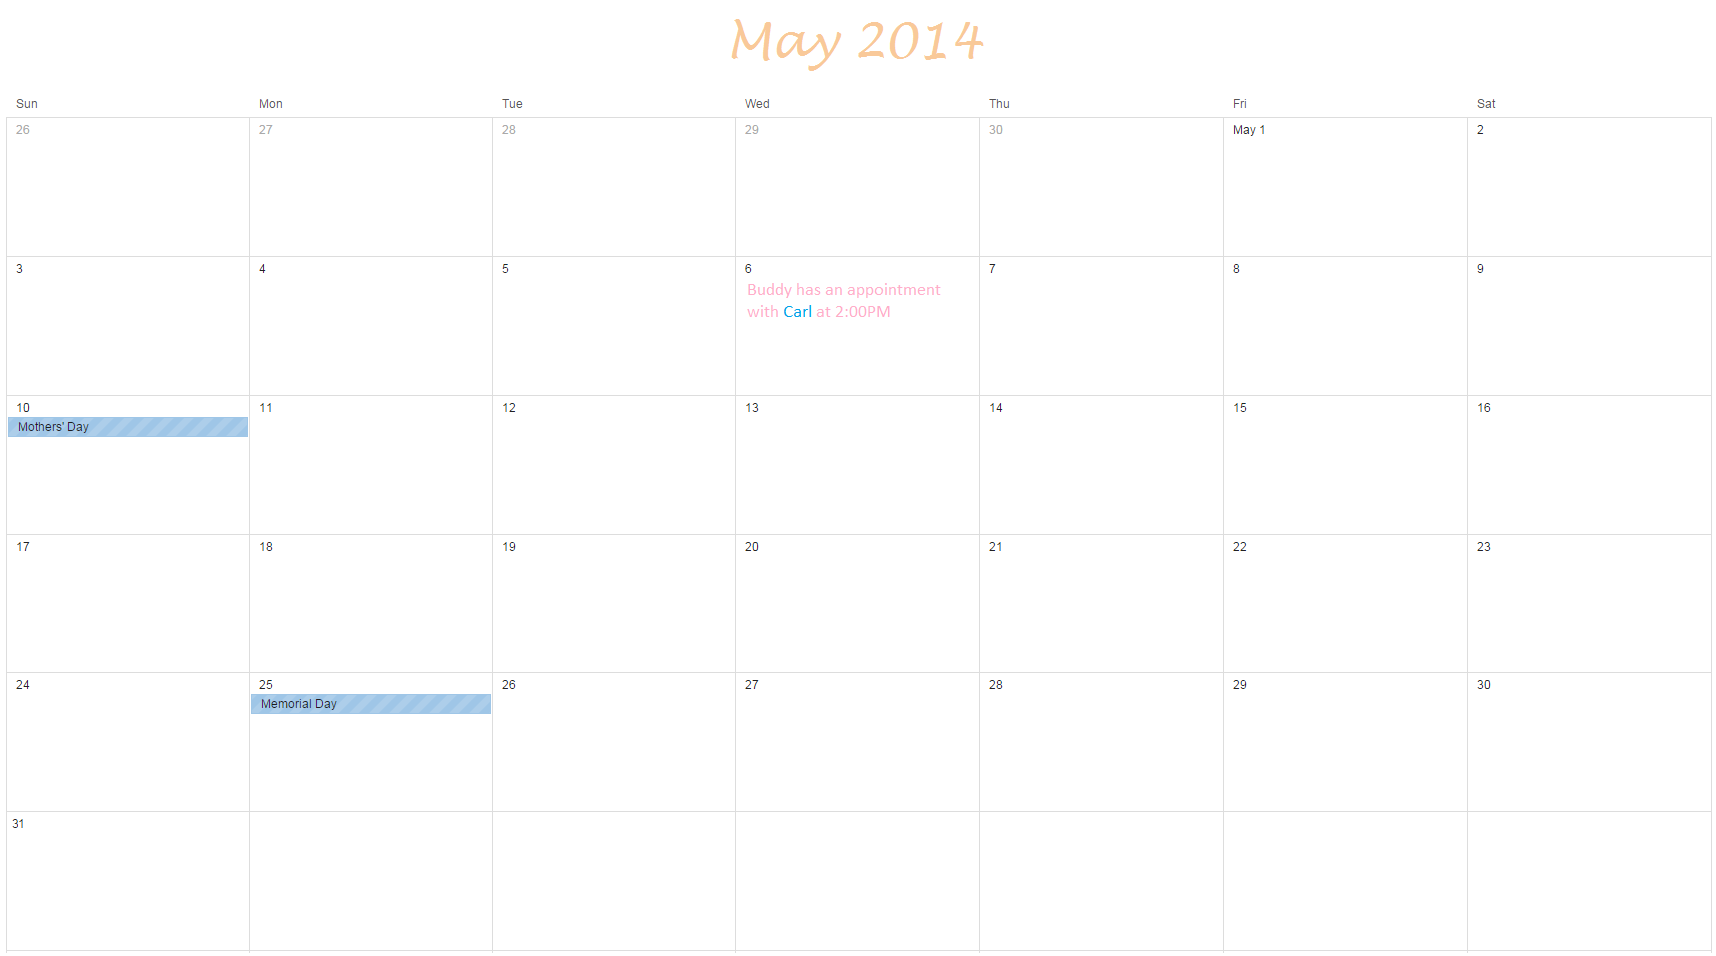 May 2014
Sun Mon Tue Wed Thu Fri Sat
26 27 28 29 30 May 1 2
3 4 5 6 7 8 9
Buddy has an appointment
with Carl at 2:00PM
10 11 12 13 14 15 16
Mothers' Day
17 18 19 20 21 22 23
24 25 26 27 28 29 30
Memorial Day
31